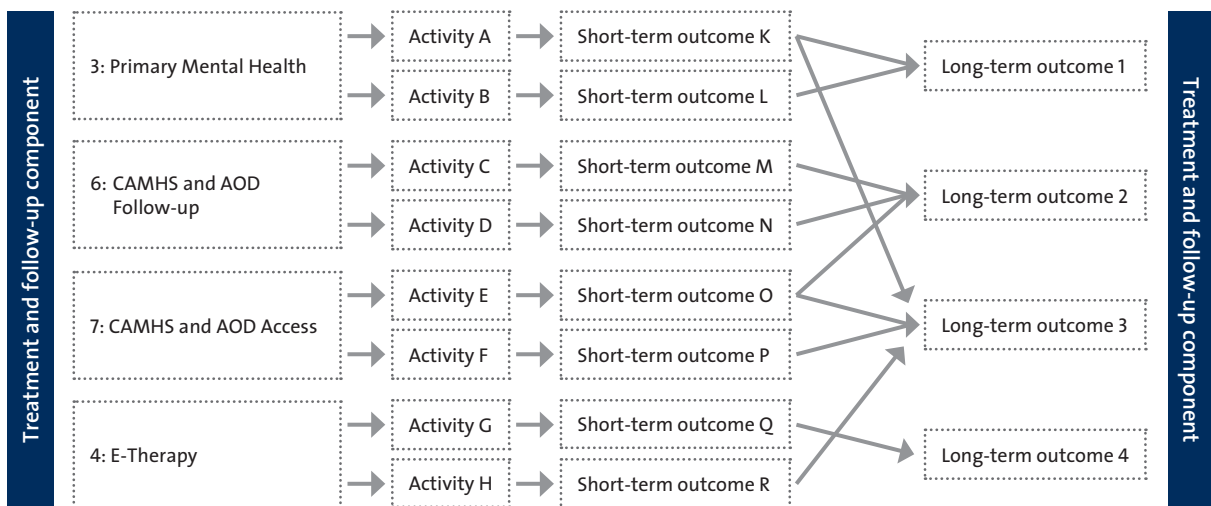 Treatment and follow-up component
3: Primary Mental Health
Activity A
Short-term outcome K
Activity B
Short-term outcome L
Long-term outcome 1
6: CAMHS and AOD
Follow-up
Activity C
Short-term outcome M
Activity D
Short-term outcome N
Long-term outcome 2
7: CAMHS and AOD Access
Activity E
Short-term outcome O
Activity F
Short-term outcome P
Long-term outcome 3
4: E-Therapy
Activity G
Short-term outcome Q
Activity H
Short-term outcome R
Long-term outcome 4
Treatment and follow-up component